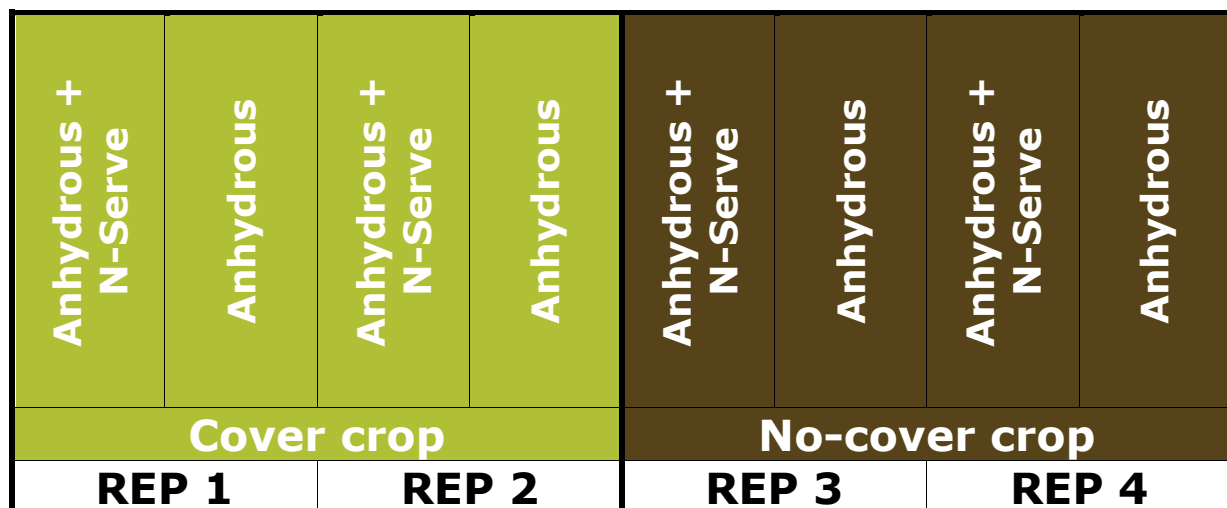 Anhydrous +
N-Serve
Anhydrous
Anhydrous +
N-Serve
Anhydrous
Anhydrous +
N-Serve
Anhydrous
Anhydrous +
N-Serve
Anhydrous
Cover crop
No-cover crop
REP 1
REP 2
REP 3
REP 4